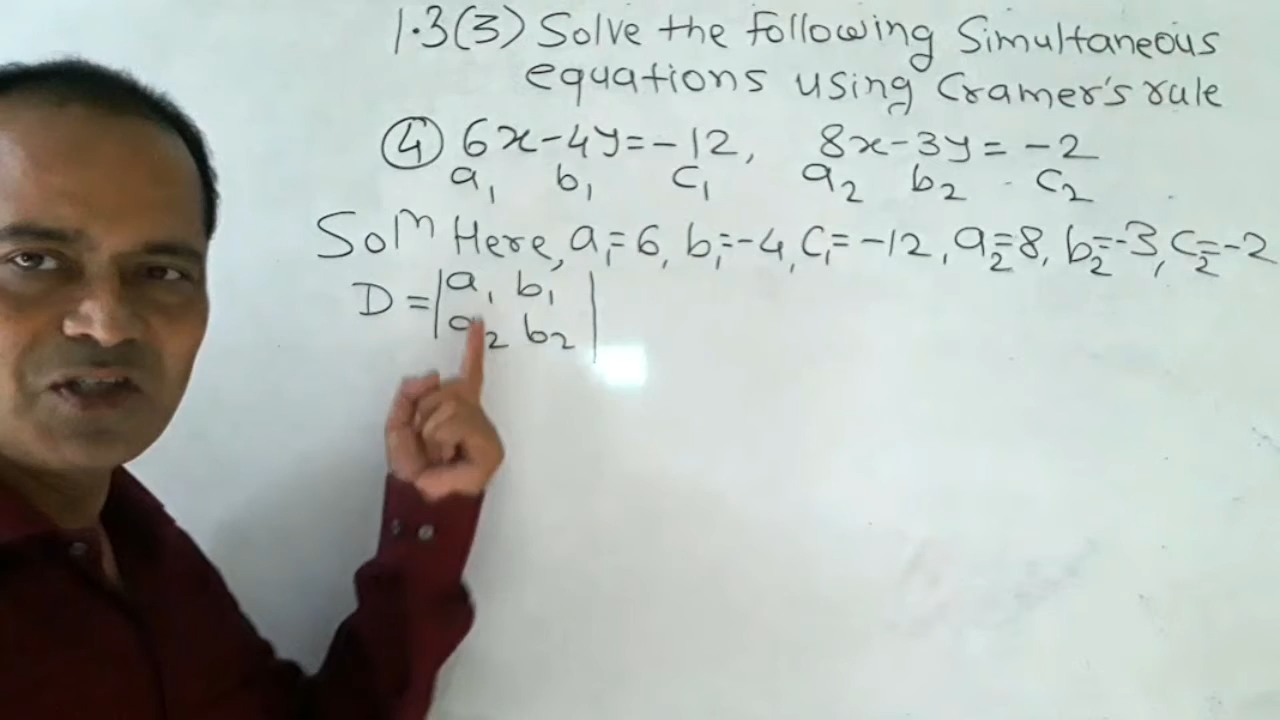 1.3(3) Solve the following Simultaneous
equations using Cramer's rule
④ 6x-4y=-12, 8x-3y=-2
a₁ b₁ c₁ a₂ b₂ c₂
Solⁿ Here, a₁=6, b₁=-4, c₁=-12, a₂=8, b₂=-3, c₂=-2
D = |a₁ b₁|
|a₂ b₂|